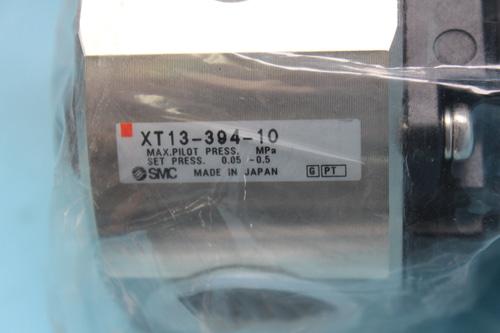 XT13-394-10
MAX.PILOT PRESS. MPa
SET PRESS. 0.05 -0.5
SMC MADE IN JAPAN G PT